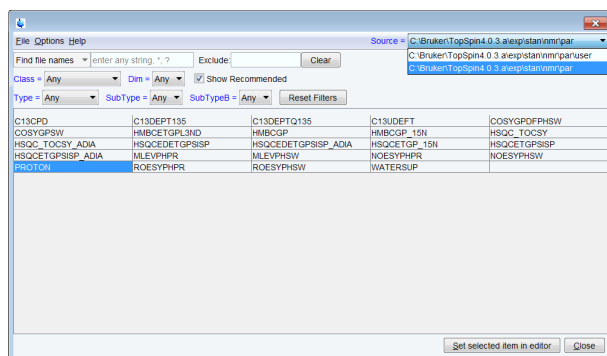 File Options Help
Source = C:\Bruker\TopSpin4.0.3.a\exp\stan\nmr\par
C:\Bruker\TopSpin4.0.3.a\exp\stan\nmr\par\user
C:\Bruker\TopSpin4.0.3.a\exp\stan\nmr\par
Find file names enter any string, *, ? Exclude: Clear
Class = Any Dim = Any Show Recommended
Type = Any SubType = Any SubTypeB = Any Reset Filters
C13CPD C13DEPT135 C13DEPTQ135 C13UDEFT COSYGPDFPHSW
COSYGPSW HMBCETGPL3ND HMBCGP HMBCGP_15N HSQC_TOCSY
HSQC_TOCSY_ADIA HSQCEDETGPSISP HSQCEDETGPSISP_ADIA HSQCETGP_15N HSQCETGPSISP
HSQCETGPSISP_ADIA MLEVPHPR MLEVPHSW NOESYPHPR NOESYPHSW
PROTON ROESYPHPR ROESYPHSW WATERSUP
Set selected item in editor Close